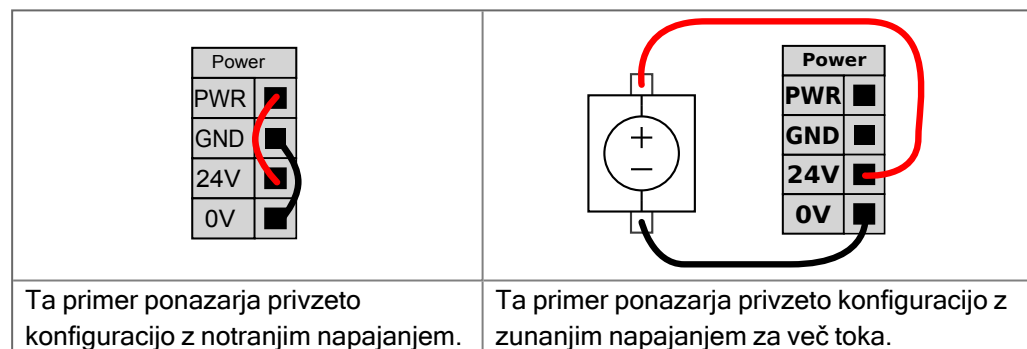 Power
PWR
GND
24V
0V
Power
PWR
GND
24V
0V
Ta primer ponazarja privzeto
konfiguracijo z notranjim napajanjem.
Ta primer ponazarja privzeto konfiguracijo z
zunanjim napajanjem za več toka.